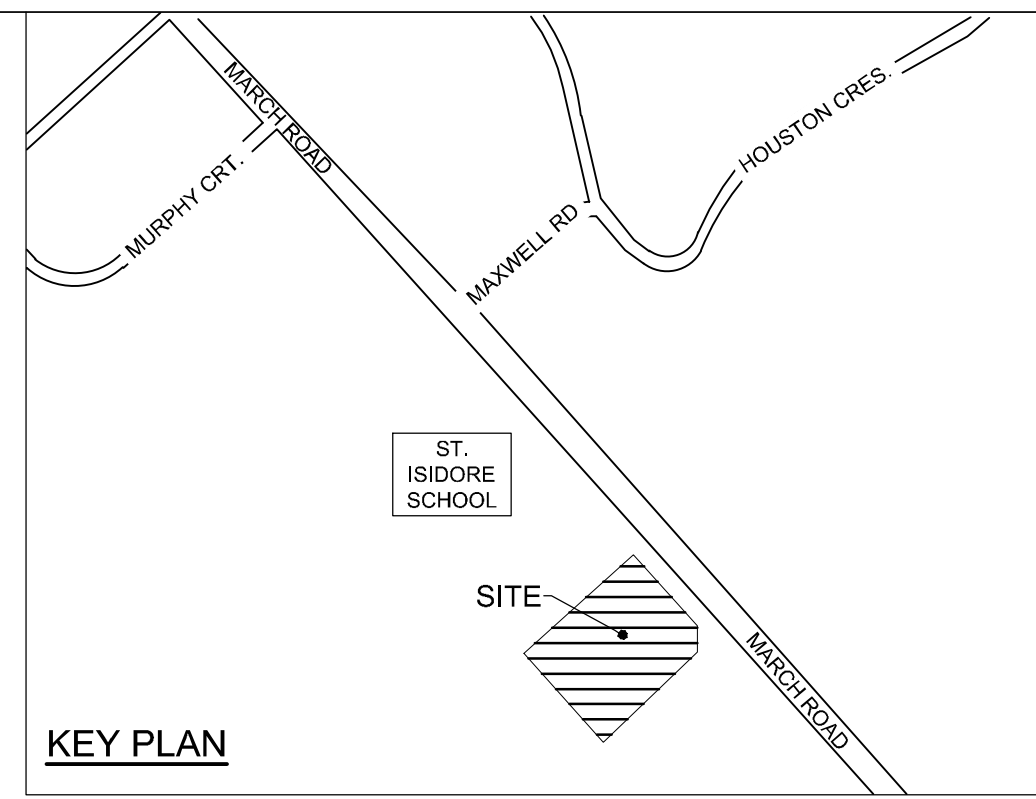 MARCH ROAD
HOUSTON CRES.
MURPHY CRT.
MAXWELL RD
ST.
ISIDORE
SCHOOL
SITE
MARCH ROAD
KEY PLAN